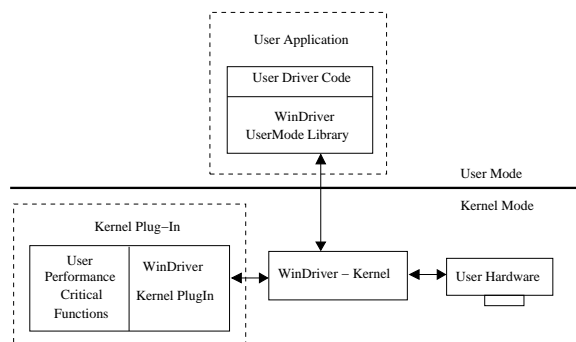 User Application
User Driver Code
WinDriver
UserMode Library
User Mode
Kernel Mode
Kernel Plug−In
User
Performance
Critical
Functions
WinDriver
Kernel PlugIn
WinDriver − Kernel
User Hardware